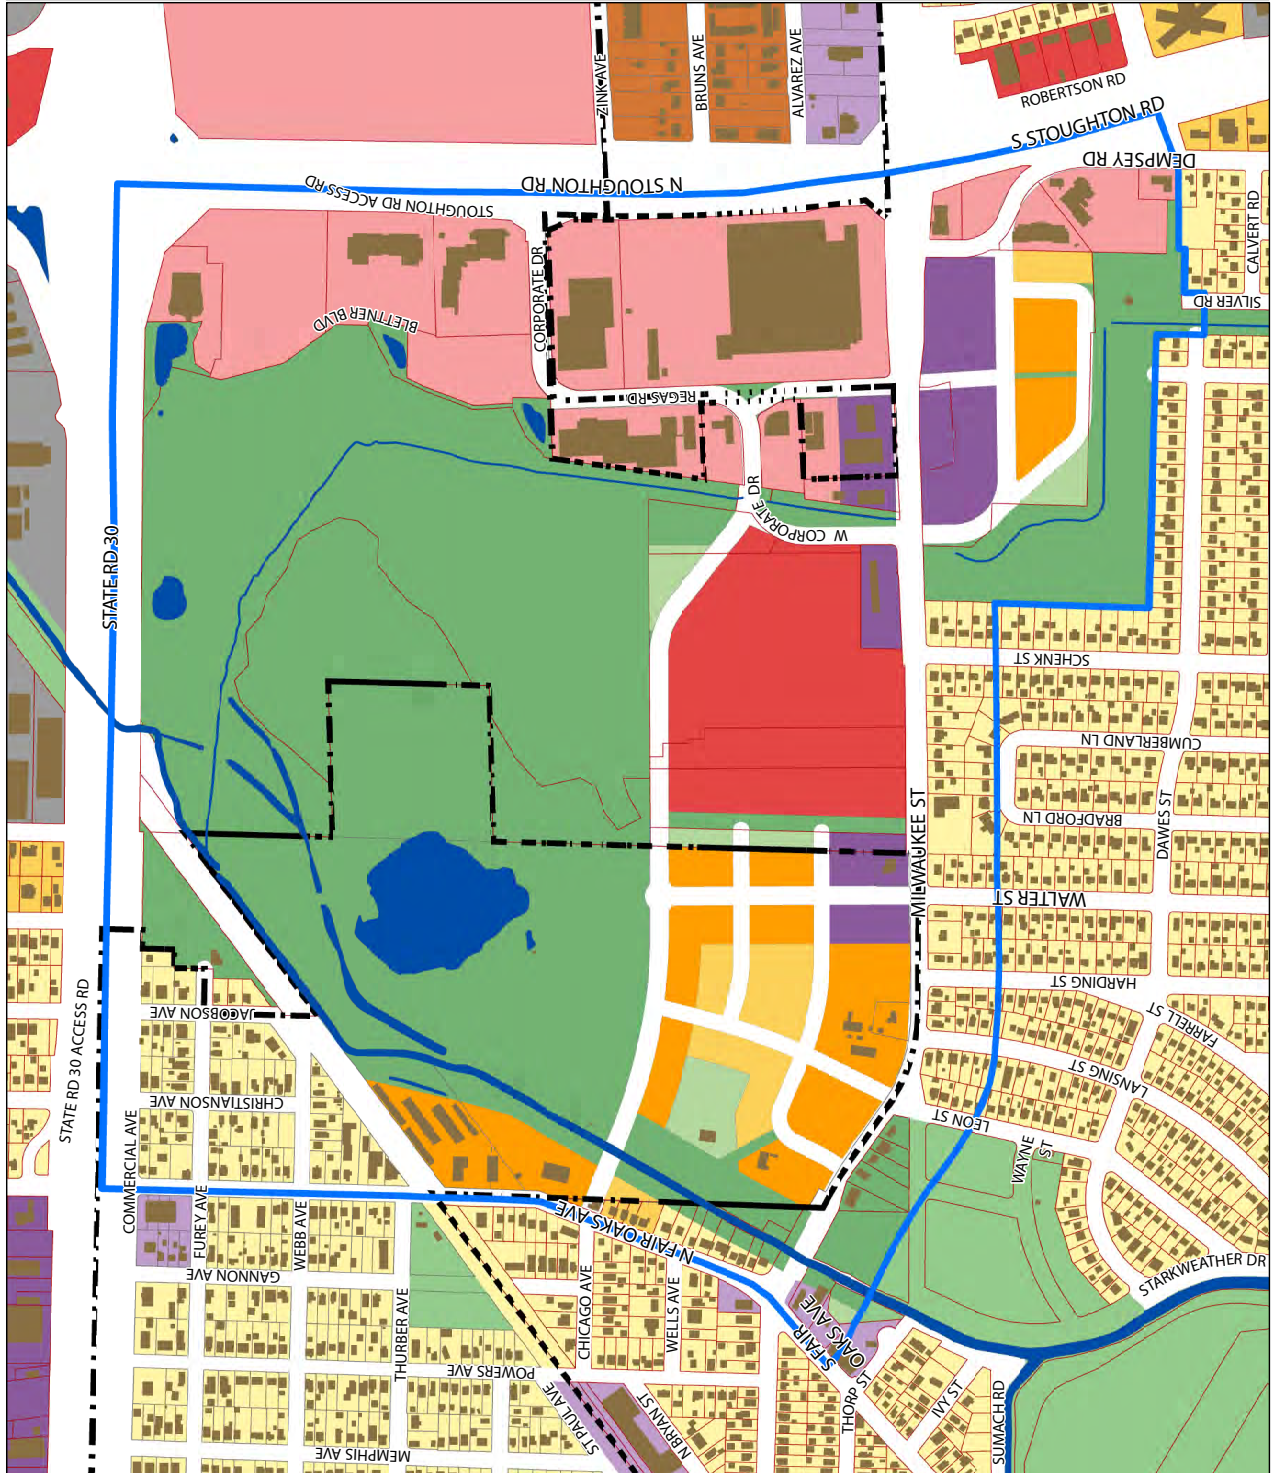 ZINK AVE
BRUNS AVE
ALVAREZ AVE
ROBERTSON RD
S STOUGHTON RD
DEMPSEY RD
N STOUGHTON RD
STOUGHTON RD ACCESS RD
CALVERT RD
SILVER RD
CORPORATE DR
BLETTNER BLVD
REGAS RD
W CORPORATE DR
STATE RD 30
SCHENK ST
CUMBERLAND LN
BRADFORD LN
DAWES ST
MILWAUKEE ST
WALTER ST
HARDING ST
FARRELL ST
LANSING ST
LEON ST
WAYNE ST
STATE RD 30 ACCESS RD
JACOBSON AVE
CHRISTIANSON AVE
COMMERCIAL AVE
FUREY AVE
WEBB AVE
GANNON AVE
N FAIR OAKS AVE
THURBER AVE
CHICAGO AVE
WELLS AVE
S FAIR OAKS AVE
STARKWEATHER DR
POWERS AVE
ST PAUL AVE
N BRYAN ST
THORP ST
IVY ST
SUMACH RD
MEMPHIS AVE